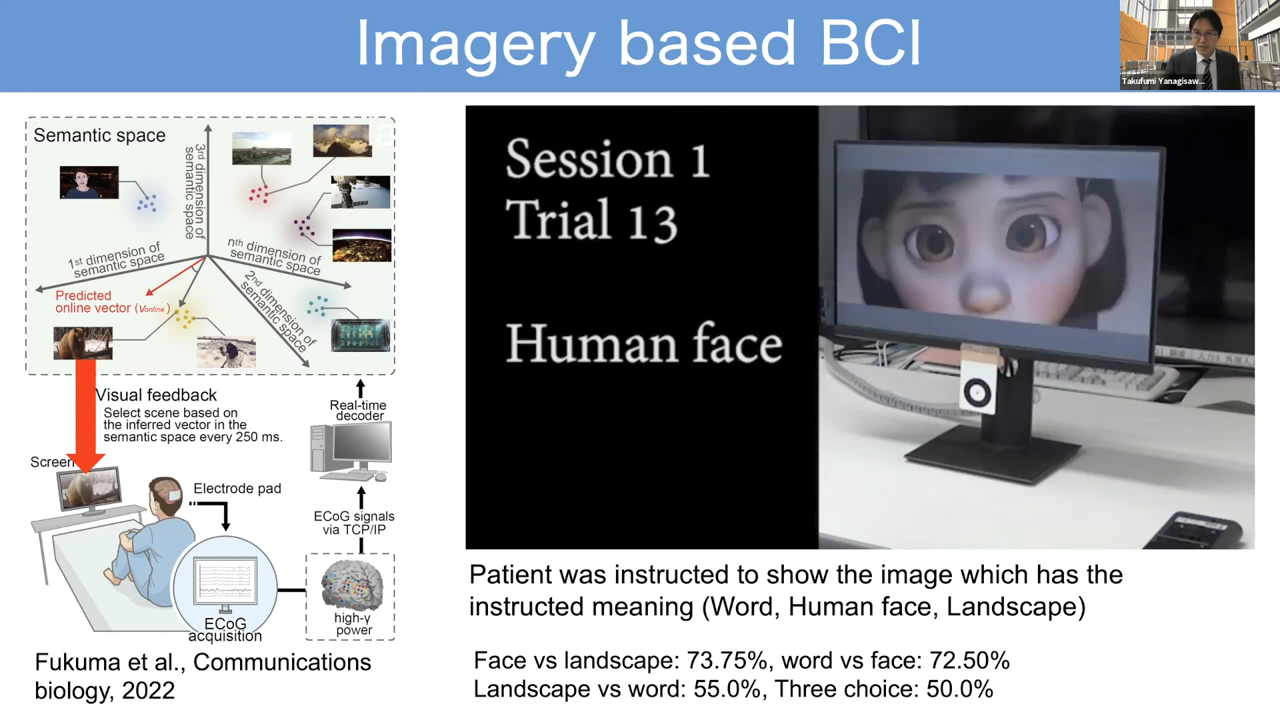 Imagery based BCI
Takufumi Yanagisaw...
Semantic space
3rd dimension of
semantic space
1st dimension of
semantic space
nth dimension of
semantic space
2nd dimension of
semantic space
Predicted
online vector (vonline)
Visual feedback
Select scene based on
the inferred vector in the
semantic space every 250 ms.
Real-time
decoder
Screen
Electrode pad
ECoG signals
via TCP/IP
ECoG
acquisition
high-γ
power
Fukuma et al., Communications
biology, 2022
Session 1
Trial 13
Human face
Patient was instructed to show the image which has the
instructed meaning (Word, Human face, Landscape)
Face vs landscape: 73.75%, word vs face: 72.50%
Landscape vs word: 55.0%, Three choice: 50.0%